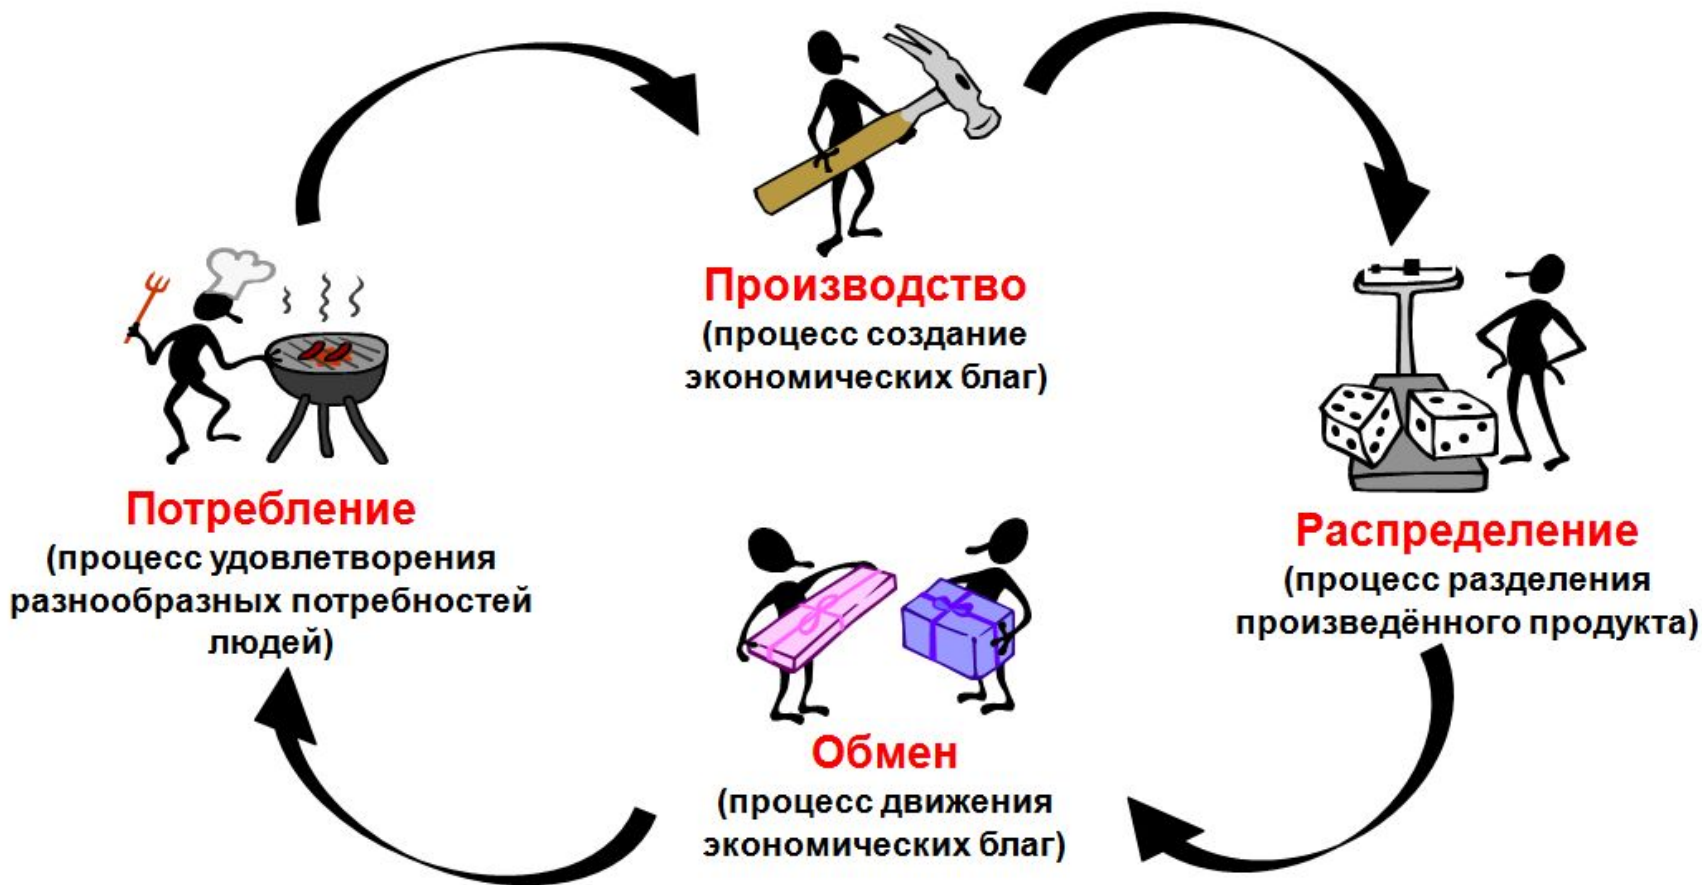 Производство
(процесс создание
экономических благ)
Распределение
(процесс разделения
произведённого продукта)
Обмен
(процесс движения
экономических благ)
Потребление
(процесс удовлетворения
разнообразных потребностей
людей)